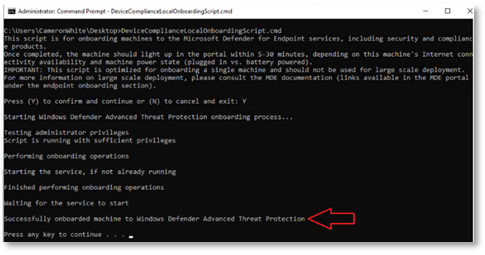 Administrator: Command Prompt - DeviceComplianceLocalOnboardingScript.cmd
C:\Users\CameronWhite\Desktop>DeviceComplianceLocalOnboardingScript.cmd
This script is for onboarding machines to the Microsoft Defender for Endpoint services, including security and complianc
e products.
Once completed, the machine should light up in the portal within 5-30 minutes, depending on this machine's Internet conn
ectivity availability and machine power state (plugged in vs. battery powered).
IMPORTANT: This script is optimized for onboarding a single machine and should not be used for large scale deployment.
For more information on large scale deployment, please consult the MDE documentation (links available in the MDE portal
under the endpoint onboarding section).
Press (Y) to confirm and continue or (N) to cancel and exit: Y
Starting Windows Defender Advanced Threat Protection onboarding process...
Testing administrator privileges
Script is running with sufficient privileges
Performing onboarding operations
Starting the service, if not already running
Finished performing onboarding operations
Waiting for the service to start
Successfully onboarded machine to Windows Defender Advanced Threat Protection
Press any key to continue . . .